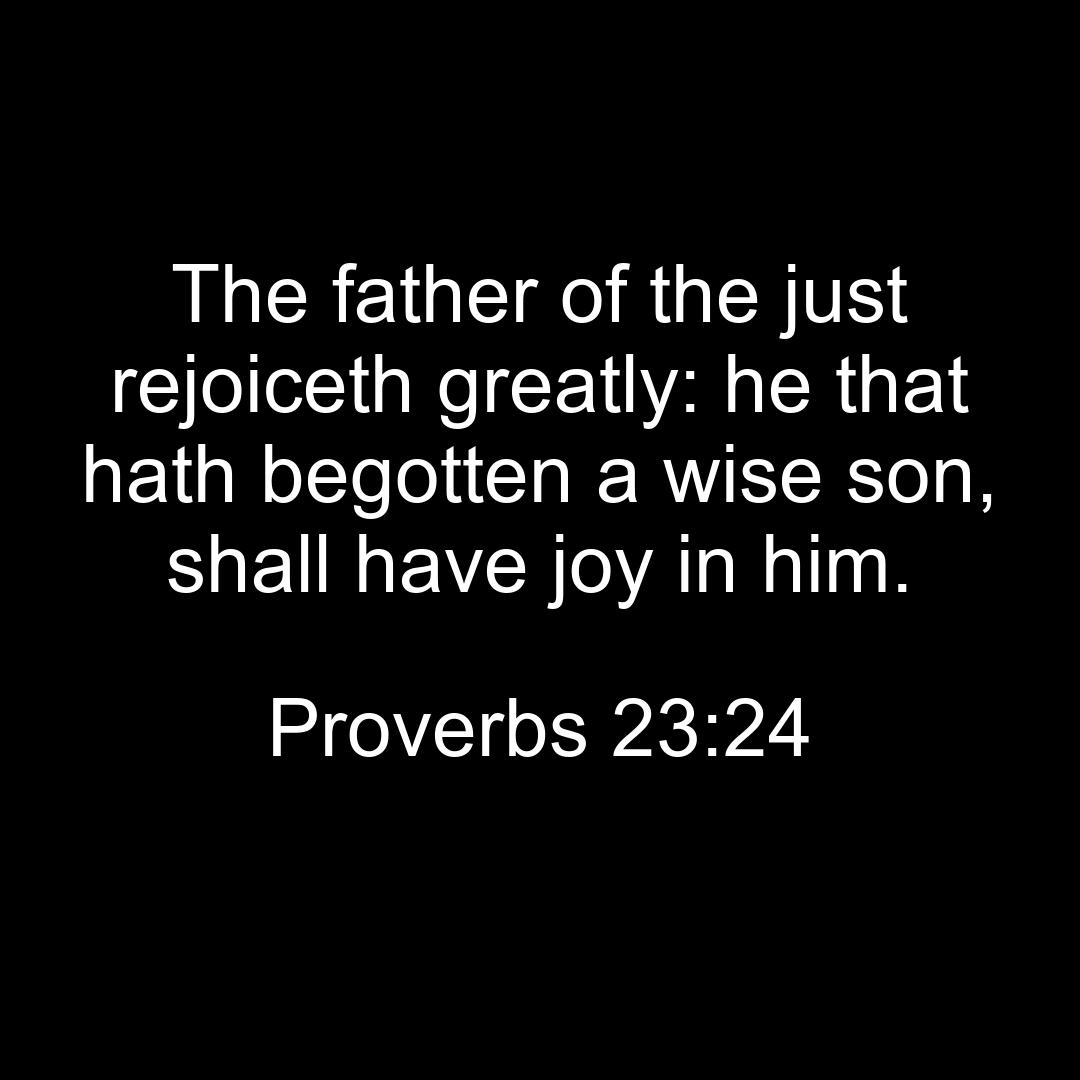 The father of the just
rejoiceth greatly: he that
hath begotten a wise son,
shall have joy in him.
Proverbs 23:24